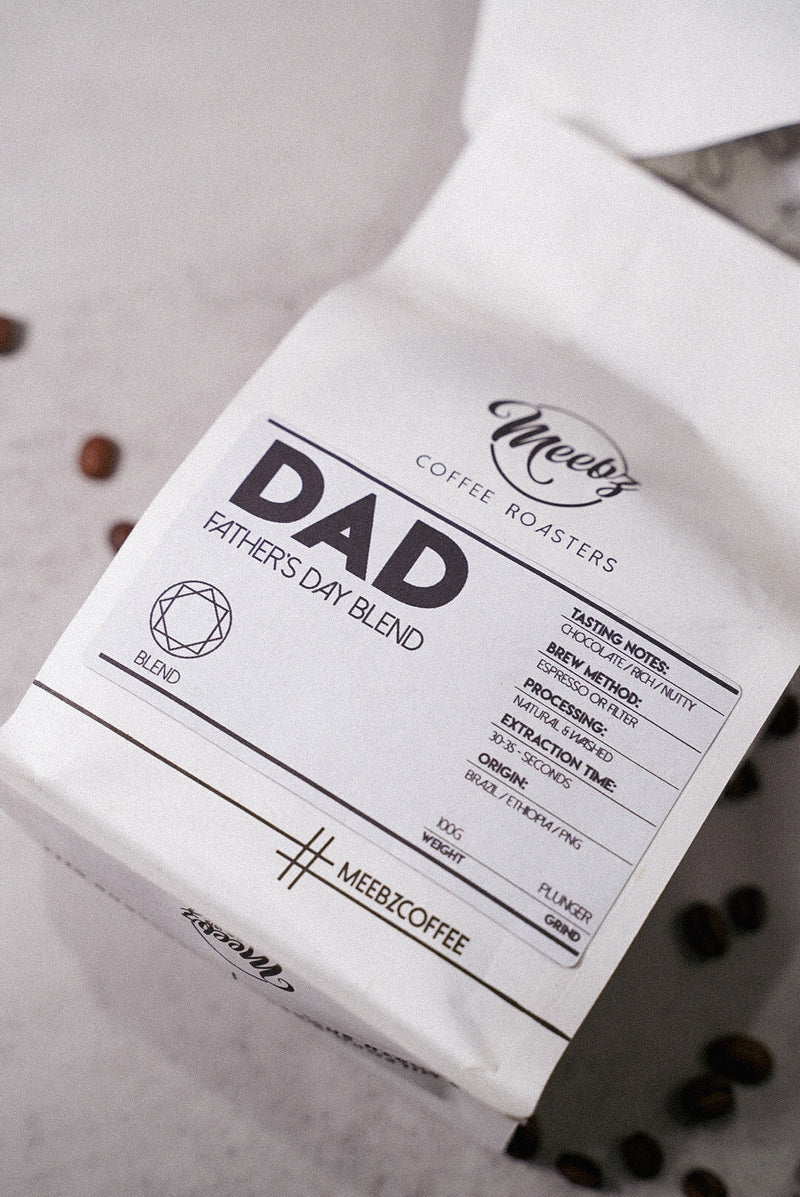 Meebz
COFFEE ROASTERS
DAD
FATHER'S DAY BLEND
BLEND
TASTING NOTES:
CHOCOLATE / RICH / NUTTY
BREW METHOD:
ESPRESSO OR FILTER
PROCESSING:
NATURAL & WASHED
EXTRACTION TIME:
30-35 - SECONDS
ORIGIN:
BRAZIL / ETHIOPIA / PNG
100G
WEIGHT
PLUNGER
GRIND
#MEEBZCOFFEE
Meebz